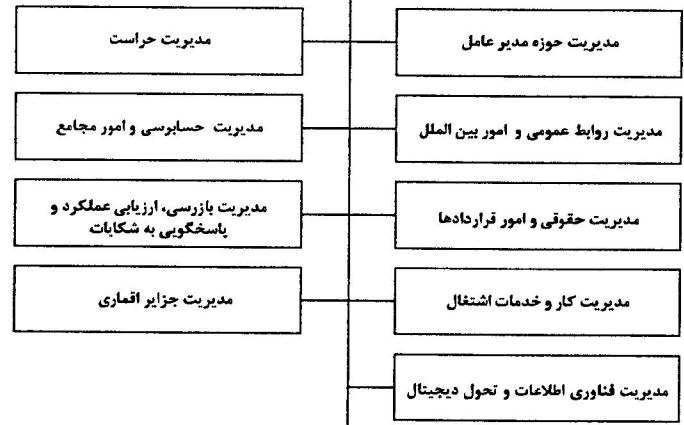 مدیریت حوزه مدیر عامل
مدیریت حراست
مدیریت روابط عمومی و امور بین الملل
مدیریت حسابرسی و امور مجامع
مدیریت حقوقی و امور قراردادها
مدیریت بازرسی، ارزیابی عملکرد و
پاسخگویی به شکایات
مدیریت کار و خدمات اشتغال
مدیریت جزایر اقماری
مدیریت فناوری اطلاعات و تحول دیجیتال